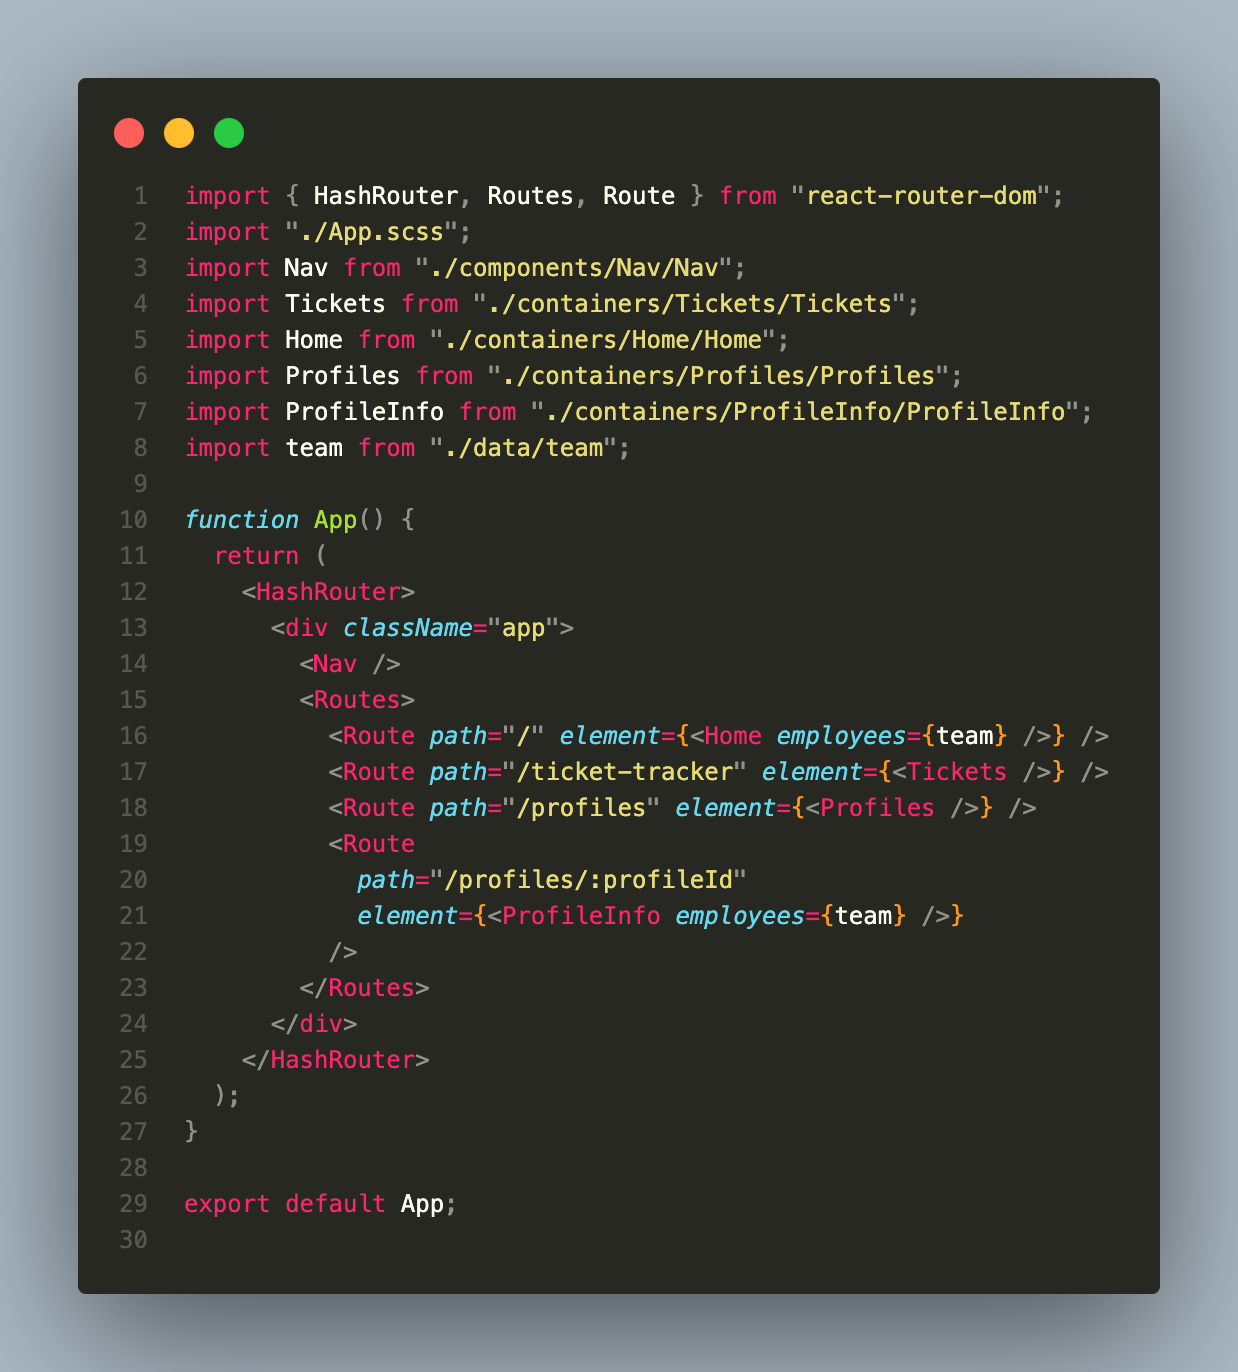 1 import { HashRouter, Routes, Route } from "react-router-dom";
2 import "./App.scss";
3 import Nav from "./components/Nav/Nav";
4 import Tickets from "./containers/Tickets/Tickets";
5 import Home from "./containers/Home/Home";
6 import Profiles from "./containers/Profiles/Profiles";
7 import ProfileInfo from "./containers/ProfileInfo/ProfileInfo";
8 import team from "./data/team";
9
10 function App() {
11   return (
12     <HashRouter>
13       <div className="app">
14         <Nav />
15         <Routes>
16           <Route path="/" element={<Home employees={team} />} />
17           <Route path="/ticket-tracker" element={<Tickets />} />
18           <Route path="/profiles" element={<Profiles />} />
19           <Route
20             path="/profiles/:profileId"
21             element={<ProfileInfo employees={team} />}
22           />
23         </Routes>
24       </div>
25     </HashRouter>
26   );
27 }
28
29 export default App;
30